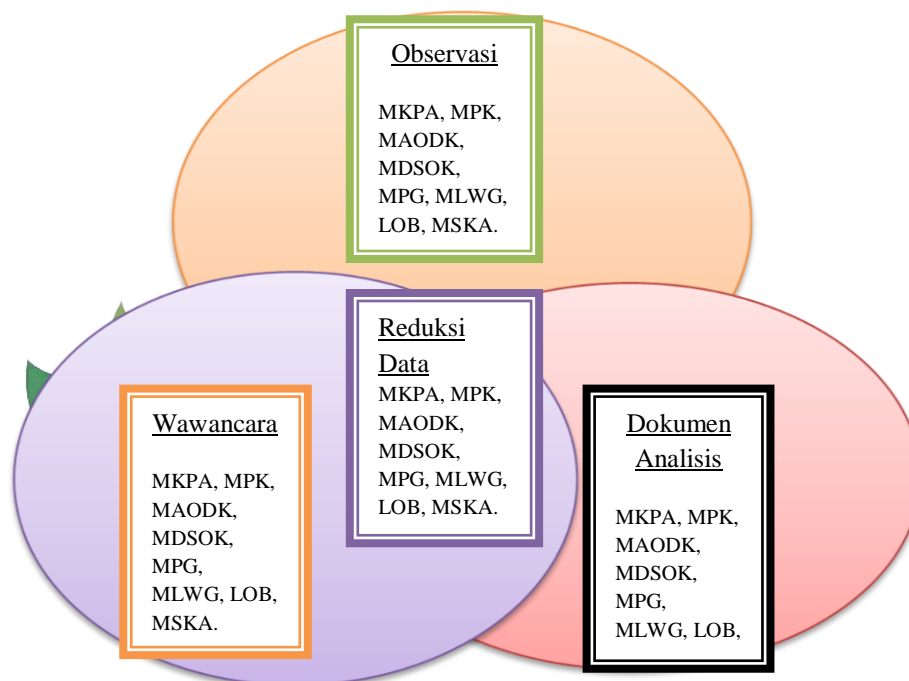 Observasi
MKPA, MPK,
MAODK,
MDSOK,
MPG, MLWG,
LOB, MSKA.
Reduksi
Data
MKPA, MPK,
MAODK,
MDSOK,
MPG, MLWG,
LOB, MSKA.
Wawancara
MKPA, MPK,
MAODK,
MDSOK,
MPG,
MLWG, LOB,
MSKA.
Dokumen
Analisis
MKPA, MPK,
MAODK,
MDSOK,
MPG,
MLWG, LOB,